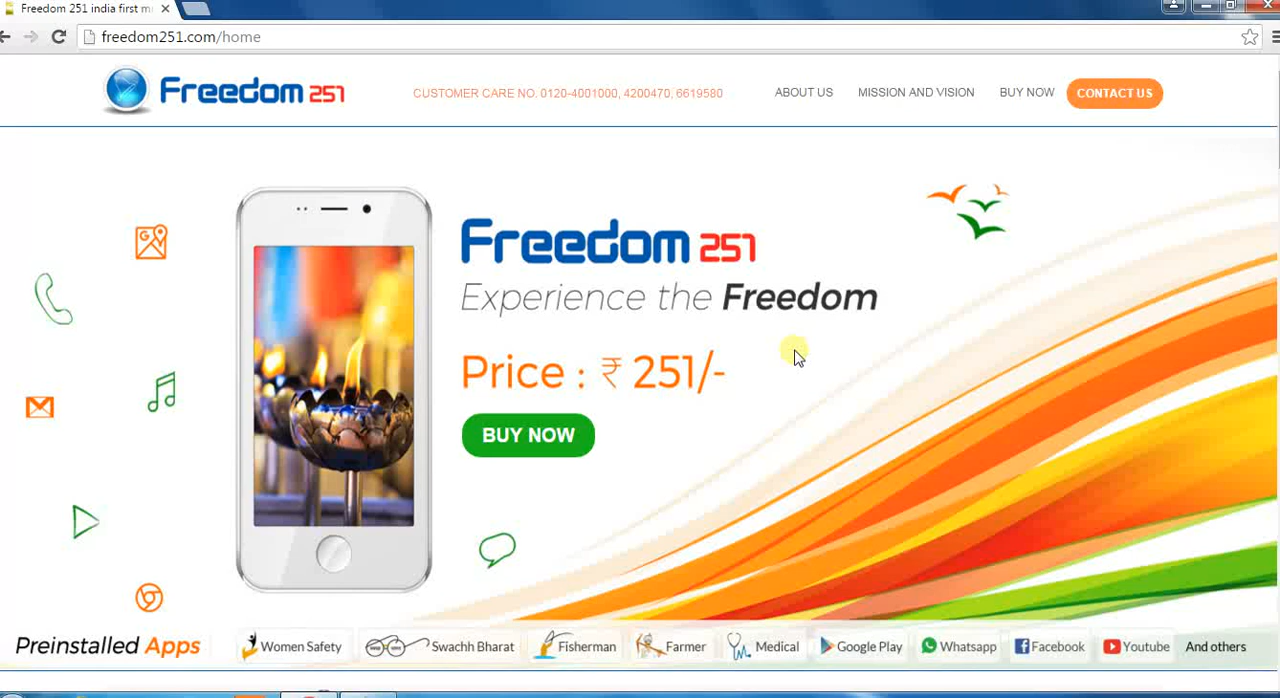 Freedom 251 india first m
freedom251.com/home
Freedom 251
CUSTOMER CARE NO. 0120-4001000, 4200470, 6619580
ABOUT US
MISSION AND VISION
BUY NOW
CONTACT US
Freedom 251
Experience the Freedom
Price : ₹ 251/-
BUY NOW
Preinstalled Apps
Women Safety
Swachh Bharat
Fisherman
Farmer
Medical
Google Play
Whatsapp
Facebook
Youtube
And others